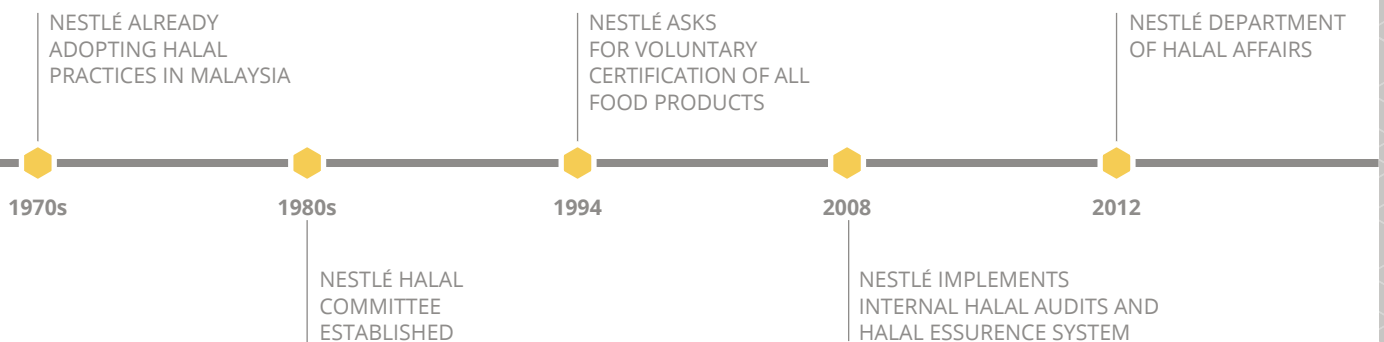 NESTLÉ ALREADY
ADOPTING HALAL
PRACTICES IN MALAYSIA
NESTLÉ ASKS
FOR VOLUNTARY
CERTIFICATION OF ALL
FOOD PRODUCTS
NESTLÉ DEPARTMENT
OF HALAL AFFAIRS
1970s
1980s
1994
2008
2012
NESTLÉ HALAL
COMMITTEE
ESTABLISHED
NESTLÉ IMPLEMENTS
INTERNAL HALAL AUDITS AND
HALAL ESSURENCE SYSTEM